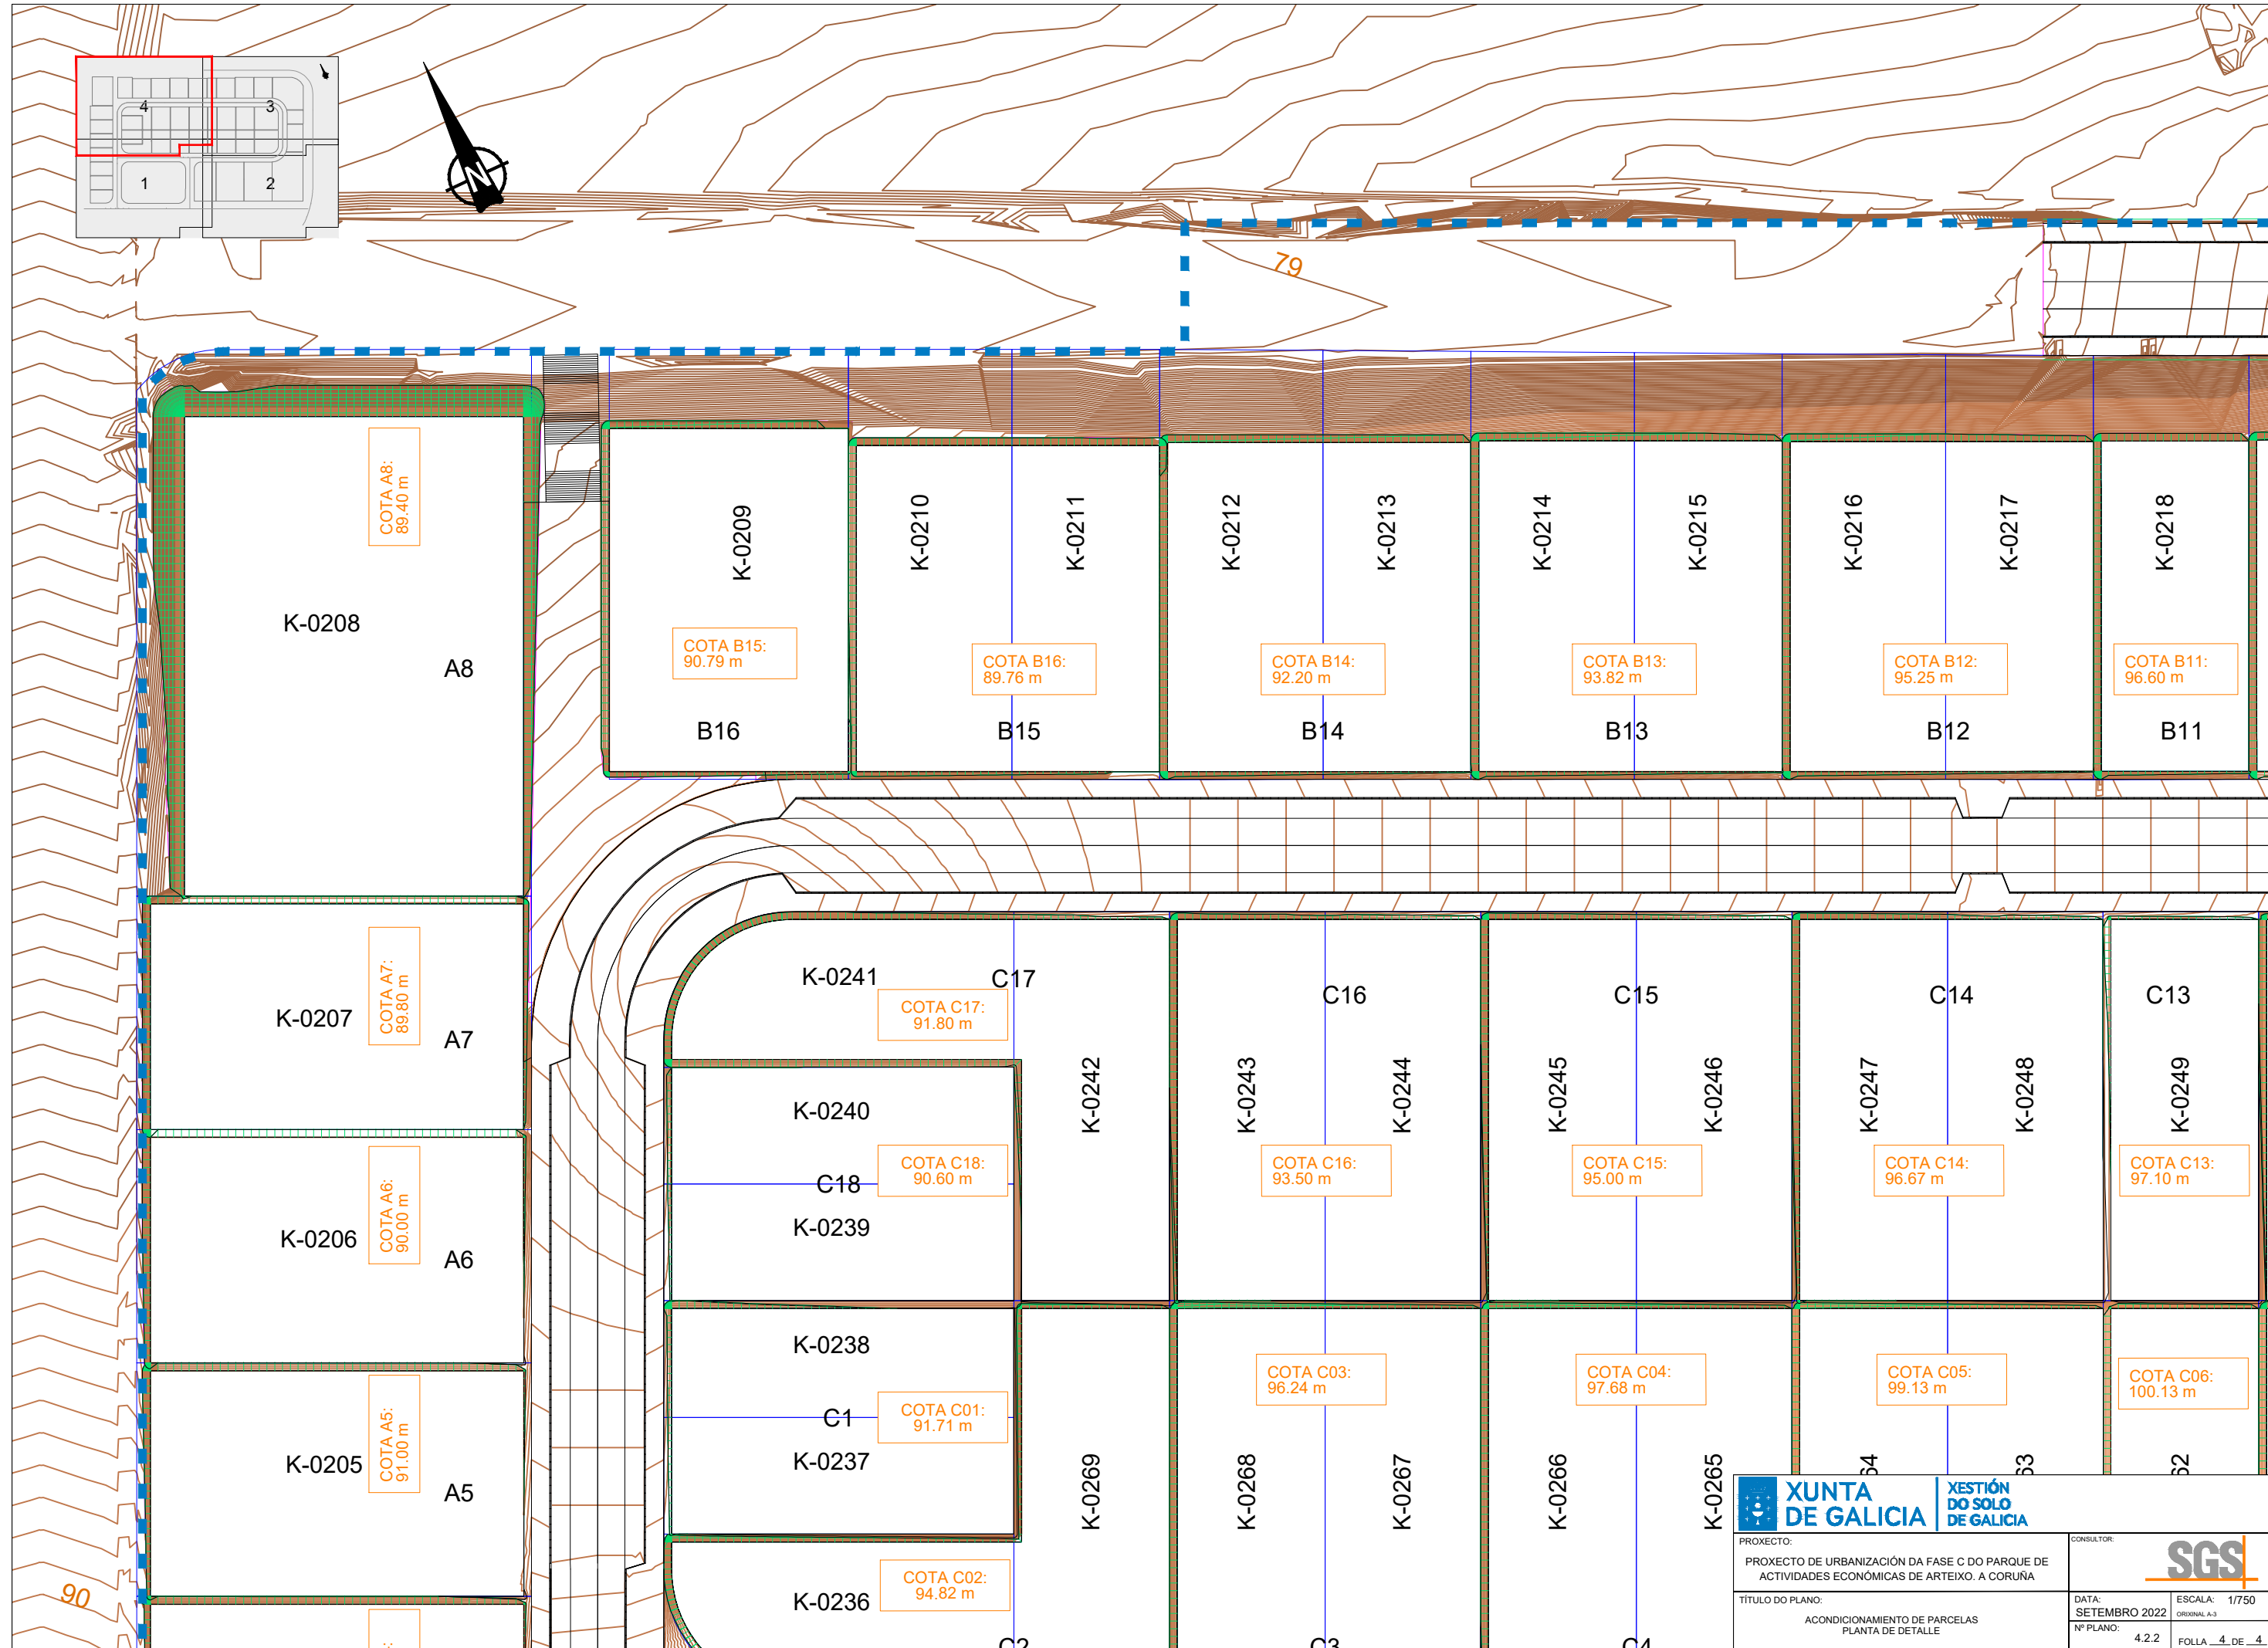 4
3
1
2
N
79
COTA A8:
89.40 m
K-0208
A8
K-0209
K-0210
K-0211
K-0212
K-0213
K-0214
K-0215
K-0216
K-0217
K-0218
COTA B15:
90.79 m
COTA B16:
89.76 m
COTA B14:
92.20 m
COTA B13:
93.82 m
COTA B12:
95.25 m
COTA B11:
96.60 m
B16
B15
B14
B13
B12
B11
K-0207
COTA A7:
89.80 m
A7
K-0241
C17
COTA C17:
91.80 m
C16
C15
C14
C13
K-0242
K-0243
K-0244
K-0245
K-0246
K-0247
K-0248
K-0249
K-0240
C18
COTA C18:
90.60 m
K-0239
COTA C16:
93.50 m
COTA C15:
95.00 m
COTA C14:
96.67 m
COTA C13:
97.10 m
K-0206
COTA A6:
90.00 m
A6
K-0238
C1
COTA C01:
91.71 m
K-0237
COTA C03:
96.24 m
COTA C04:
97.68 m
COTA C05:
99.13 m
COTA C06:
100.13 m
K-0205
COTA A5:
91.00 m
A5
K-0269
K-0268
K-0267
K-0266
K-0265
64
63
62
90
K-0236
COTA C02:
94.82 m
C2
C3
C4
XUNTA
DE GALICIA
XESTIÓN
DO SOLO
DE GALICIA
PROXECTO:
PROXECTO DE URBANIZACIÓN DA FASE C DO PARQUE DE
ACTIVIDADES ECONÓMICAS DE ARTEIXO. A CORUÑA
CONSULTOR:
SGS
TÍTULO DO PLANO:
ACONDICIONAMIENTO DE PARCELAS
PLANTA DE DETALLE
DATA:
SETEMBRO 2022
ESCALA: 1/750
ORIXINAL A-3
Nº PLANO:
4.2.2
FOLLA 4 DE 4